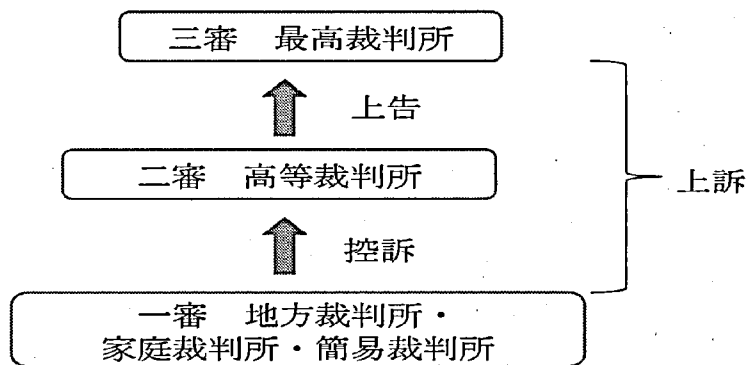 三審　最高裁判所
上告
二審　高等裁判所
上訴
控訴
一審　地方裁判所・
家庭裁判所・簡易裁判所